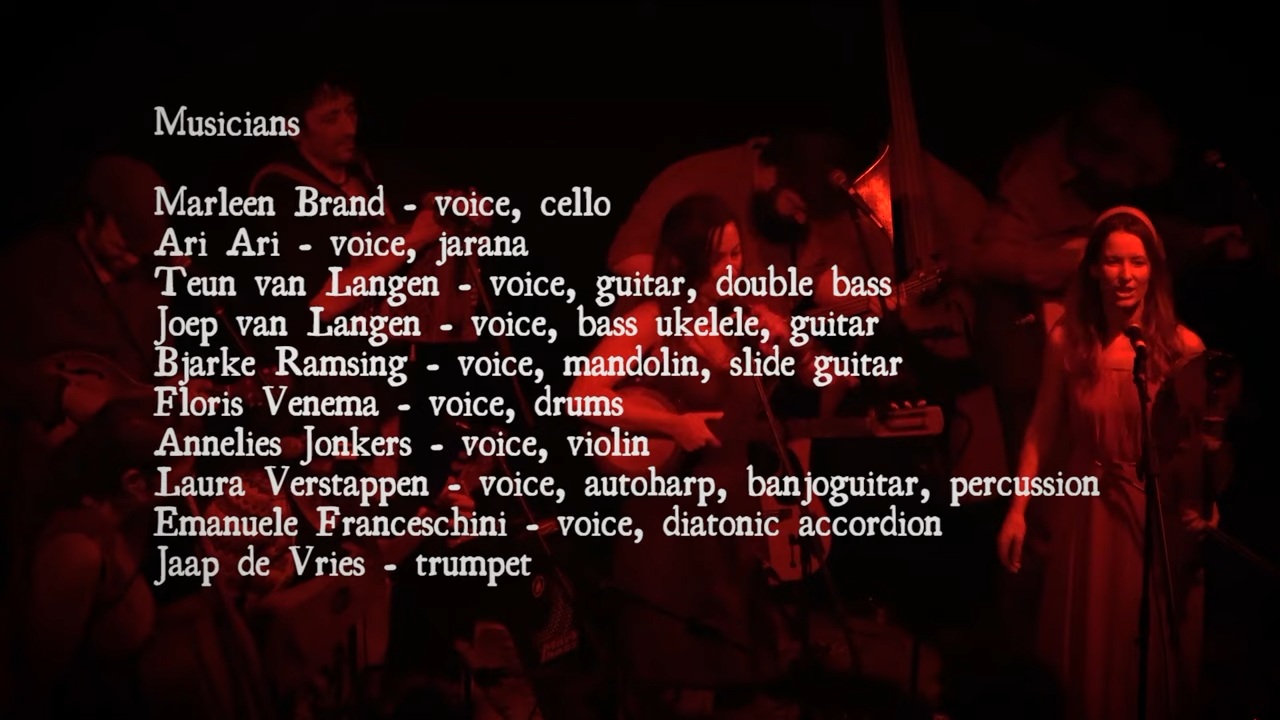 Musicians
Marleen Brand - voice, cello
Ari Ari - voice, jarana
Teun van Langen - voice, guitar, double bass
Joep van Langen - voice, bass ukelele, guitar
Bjarke Ramsing - voice, mandolin, slide guitar
Floris Venema - voice, drums
Annelies Jonkers - voice, violin
Laura Verstappen - voice, autoharp, banjoguitar, percussion
Emanuele Franceschini - voice, diatonic accordion
Jaap de Vries - trumpet